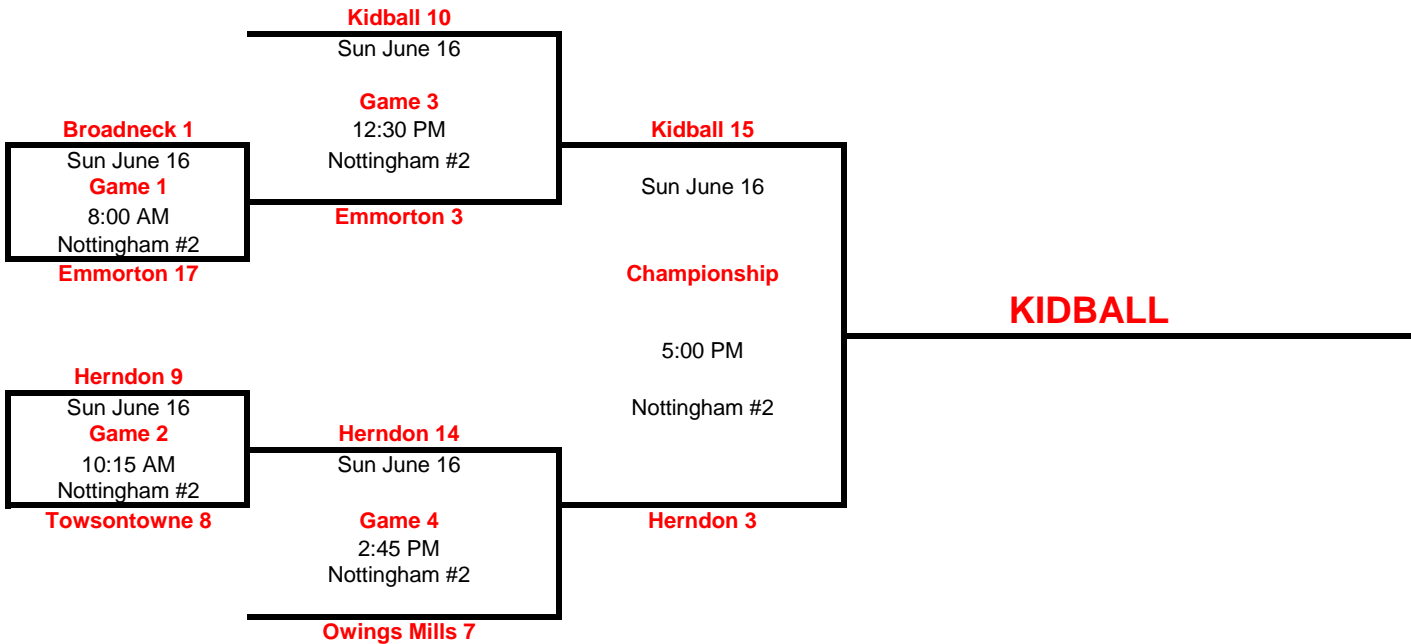 Kidball 10
Sun June 16
Game 3
12:30 PM
Nottingham #2
Emmorton 3
Broadneck 1
Sun June 16
Game 1
8:00 AM
Nottingham #2
Emmorton 17
Kidball 15
Sun June 16
Championship
5:00 PM
Nottingham #2
Herndon 3
KIDBALL
Herndon 9
Sun June 16
Game 2
10:15 AM
Nottingham #2
Towsontowne 8
Herndon 14
Sun June 16
Game 4
2:45 PM
Nottingham #2
Owings Mills 7